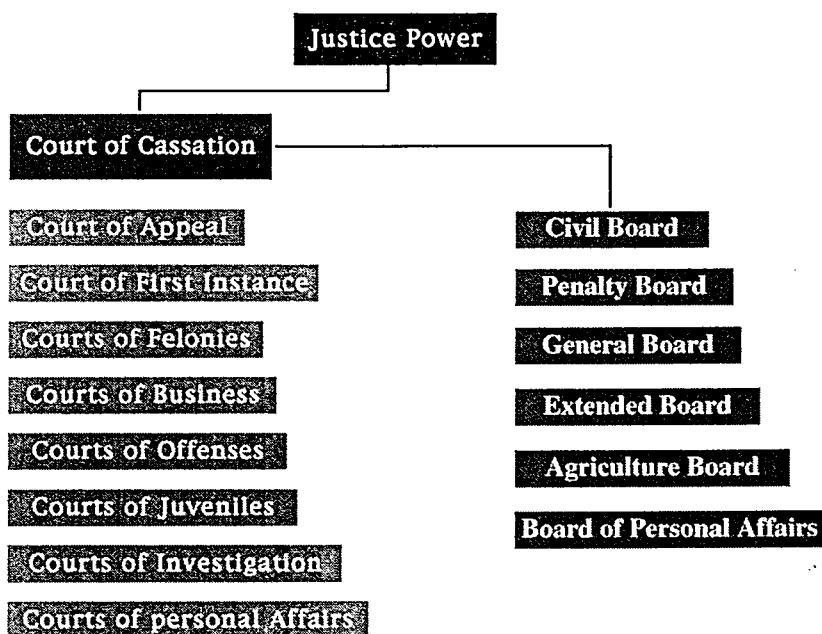 Justice Power
Court of Cassation
Court of Appeal
Court of First Instance
Courts of Felonies
Courts of Business
Courts of Offenses
Courts of Juveniles
Courts of Investigation
Courts of personal Affairs
Civil Board
Penalty Board
General Board
Extended Board
Agriculture Board
Board of Personal Affairs